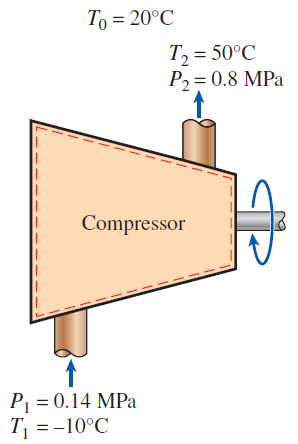 T₀ = 20°C
T₂ = 50°C
P₂ = 0.8 MPa
Compressor
P₁ = 0.14 MPa
T₁ = –10°C